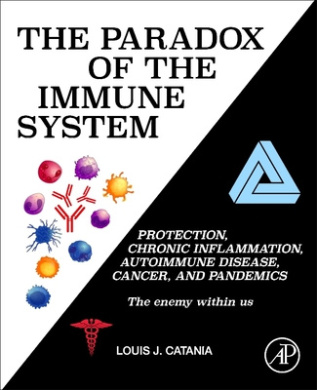 THE PARADOX
OF THE
IMMUNE
SYSTEM
PROTECTION,
CHRONIC INFLAMMATION,
AUTOIMMUNE DISEASE,
CANCER, AND PANDEMICS
The enemy within us
LOUIS J. CATANIA
AP